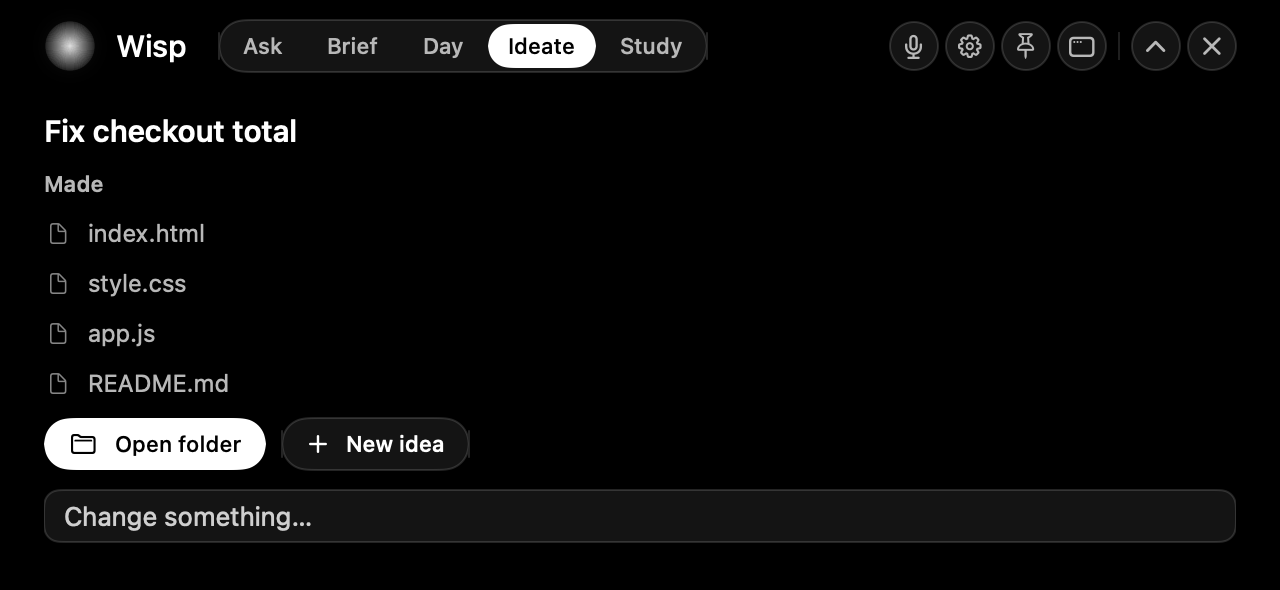 Wisp Ask Brief Day Ideate Study
Fix checkout total
Made
index.html
style.css
app.js
README.md
Open folder New idea
Change something...